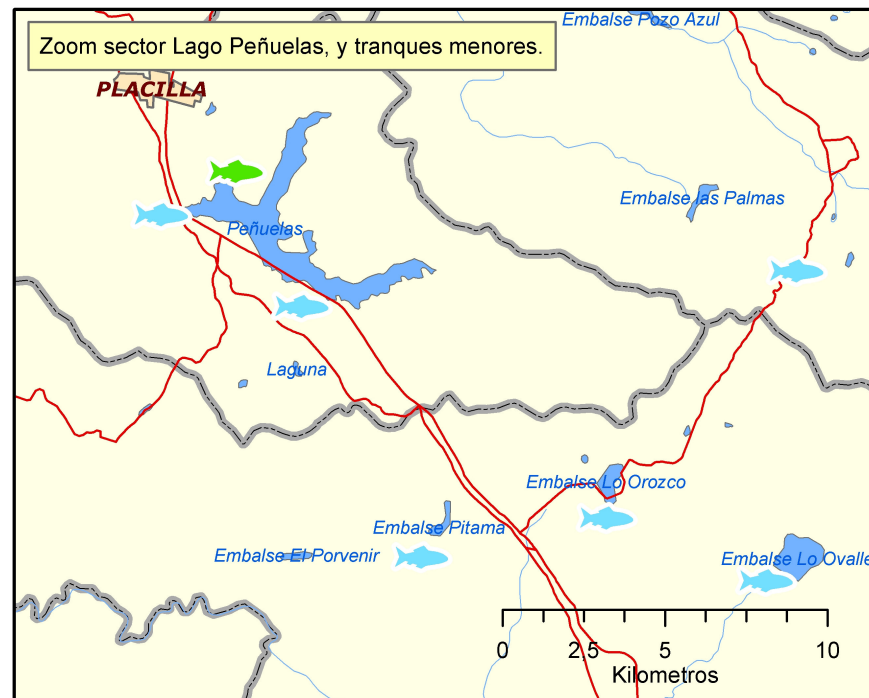 Embalse Pozo Azul
Zoom sector Lago Peñuelas, y tranques menores.
PLACILLA
Embalse las Palmas
Peñuelas
Laguna
Embalse Lo Orozco
Embalse Pitama
Embalse El Porvenir
Embalse Lo Ovalle
0 2,5 5 10
Kilometros